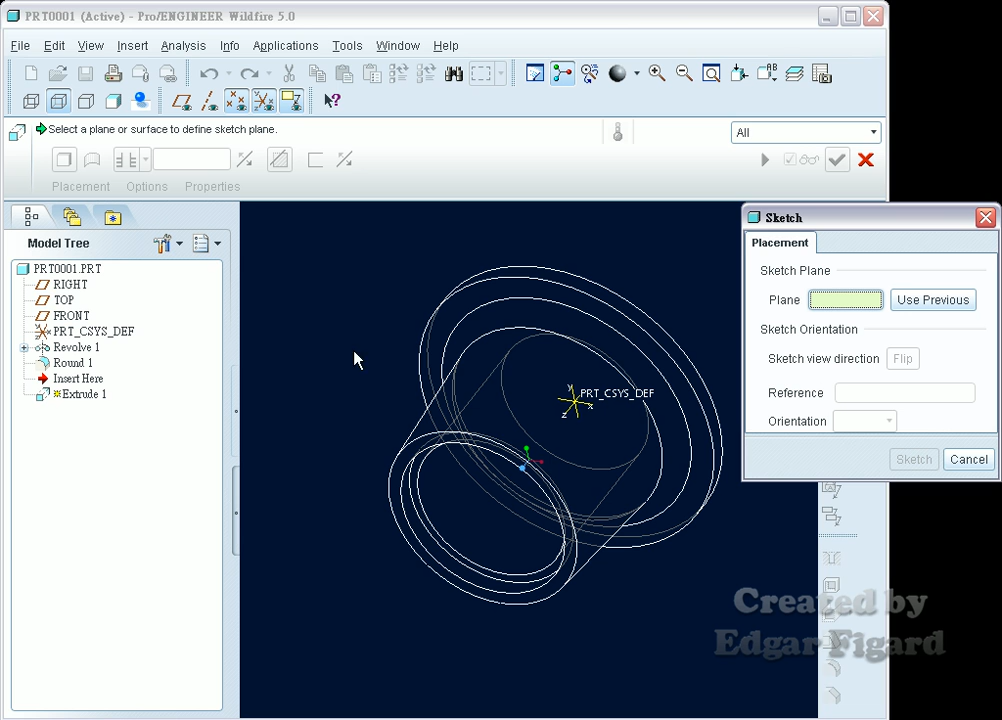 PRT0001 (Active) - Pro/ENGINEER Wildfire 5.0
File Edit View Insert Analysis Info Applications Tools Window Help
Select a plane or surface to define sketch plane.
All
Placement Options Properties
Model Tree
PRT0001.PRT
RIGHT
TOP
FRONT
PRT_CSYS_DEF
Revolve 1
Round 1
Insert Here
Extrude 1
y
x
z
PRT_CSYS_DEF
Sketch
Placement
Sketch Plane
Plane Use Previous
Sketch Orientation
Sketch view direction Flip
Reference
Orientation
Sketch Cancel
Created by
Edgar Figard